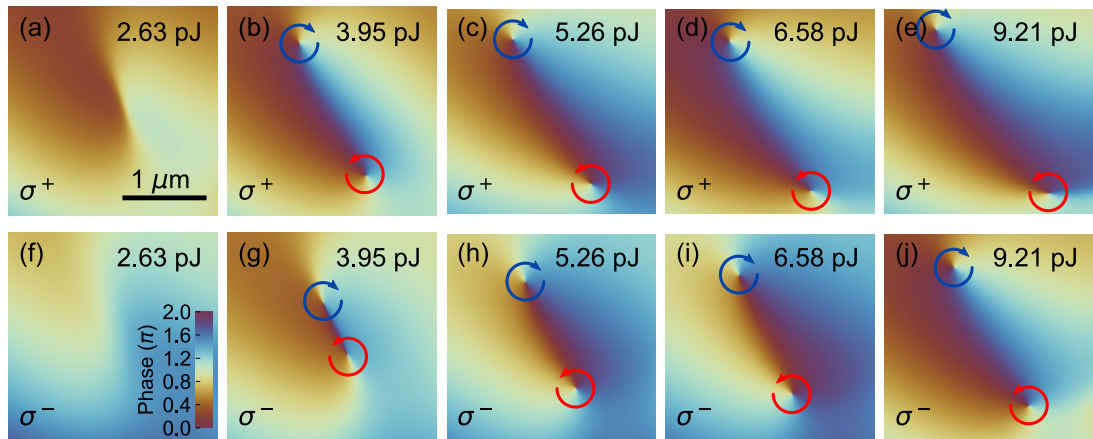 (a) 2.63 pJ
σ+ 1 μm
(b) 3.95 pJ
σ+
(c) 5.26 pJ
σ+
(d) 6.58 pJ
σ+
(e) 9.21 pJ
σ+
(f) 2.63 pJ
σ−
Phase (π)
2.0
1.6
1.2
0.8
0.4
0.0
(g) 3.95 pJ
σ−
(h) 5.26 pJ
σ−
(i) 6.58 pJ
σ−
(j) 9.21 pJ
σ−